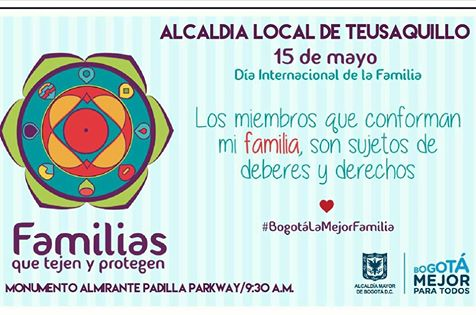 ALCALDIA LOCAL DE TEUSAQUILLO
15 de mayo
Día Internacional de la Familia
Los miembros que conforman
mi familia, son sujetos de
deberes y derechos
#BogotáLaMejorFamilia
Familias
que tejen y protegen
MONUMENTO ALMIRANTE PADILLA PARKWAY/9:30 A.M.
ALCALDÍA MAYOR
DE BOGOTÁ D.C.
BOGOTÁ
MEJOR
PARA TODOS